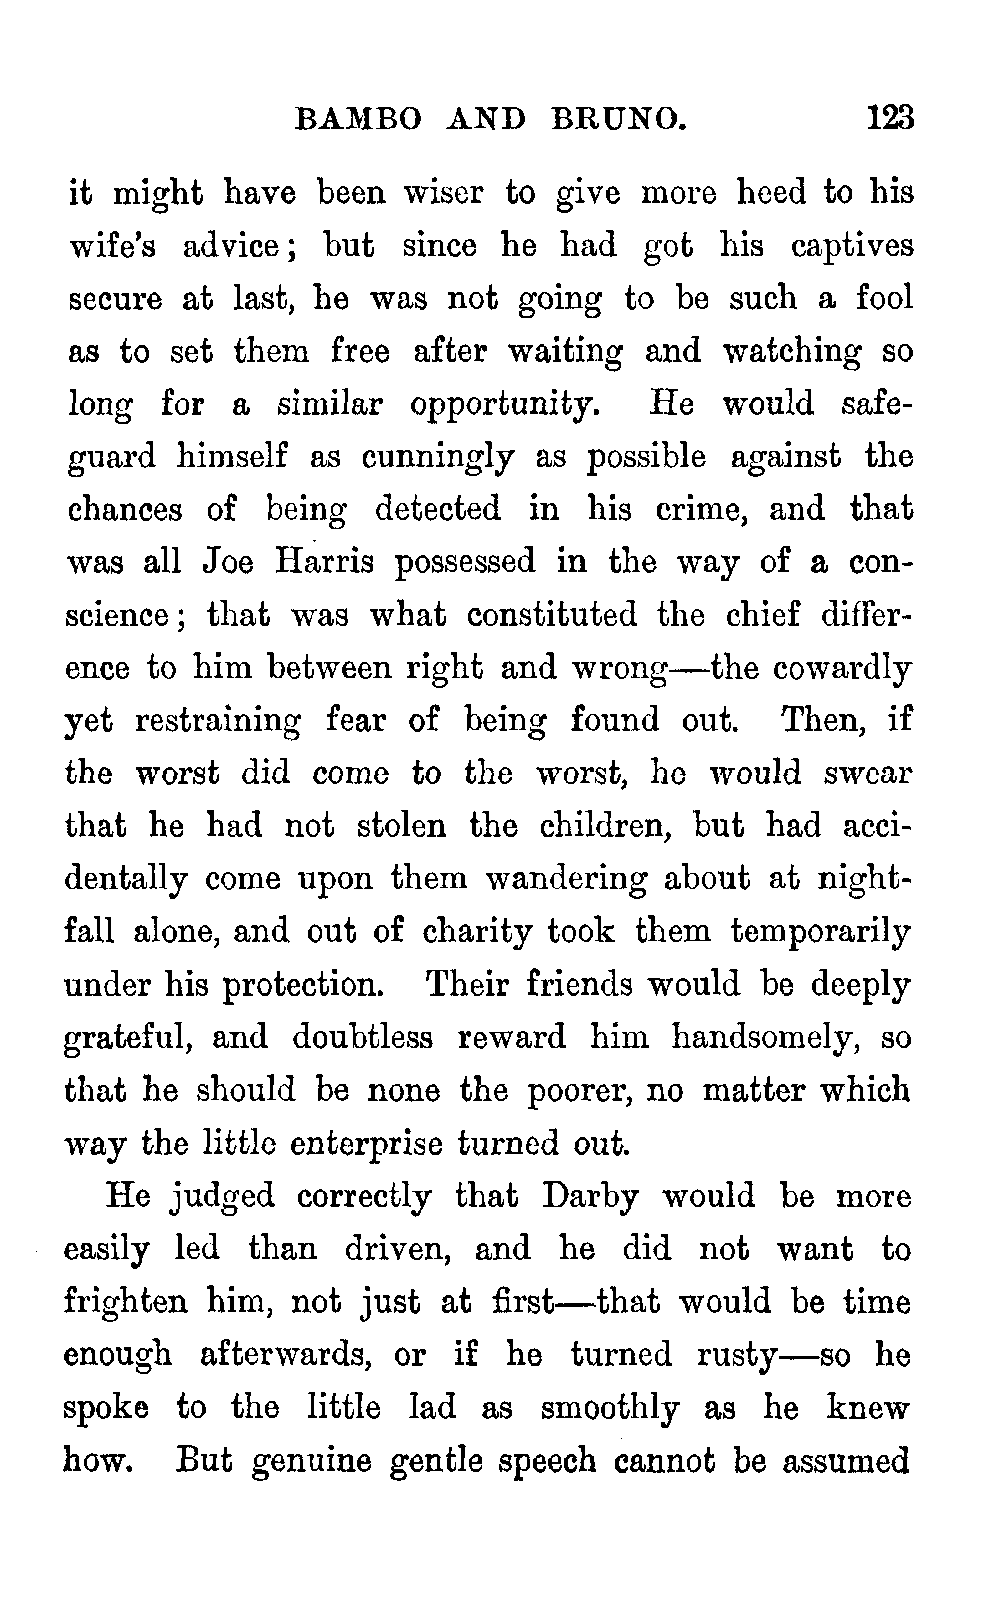 BAMBO AND BRUNO. 123
it might have been wiser to give more heed to his
wife's advice; but since he had got his captives
secure at last, he was not going to be such a fool
as to set them free after waiting and watching so
long for a similar opportunity. He would safe-
guard himself as cunningly as possible against the
chances of being detected in his crime, and that
was all Joe Harris possessed in the way of a con-
science; that was what constituted the chief differ-
ence to him between right and wrong—the cowardly
yet restraining fear of being found out. Then, if
the worst did come to the worst, he would swear
that he had not stolen the children, but had acci-
dentally come upon them wandering about at night-
fall alone, and out of charity took them temporarily
under his protection. Their friends would be deeply
grateful, and doubtless reward him handsomely, so
that he should be none the poorer, no matter which
way the little enterprise turned out.
He judged correctly that Darby would be more
easily led than driven, and he did not want to
frighten him, not just at first—that would be time
enough afterwards, or if he turned rusty—so he
spoke to the little lad as smoothly as he knew
how. But genuine gentle speech cannot be assumed